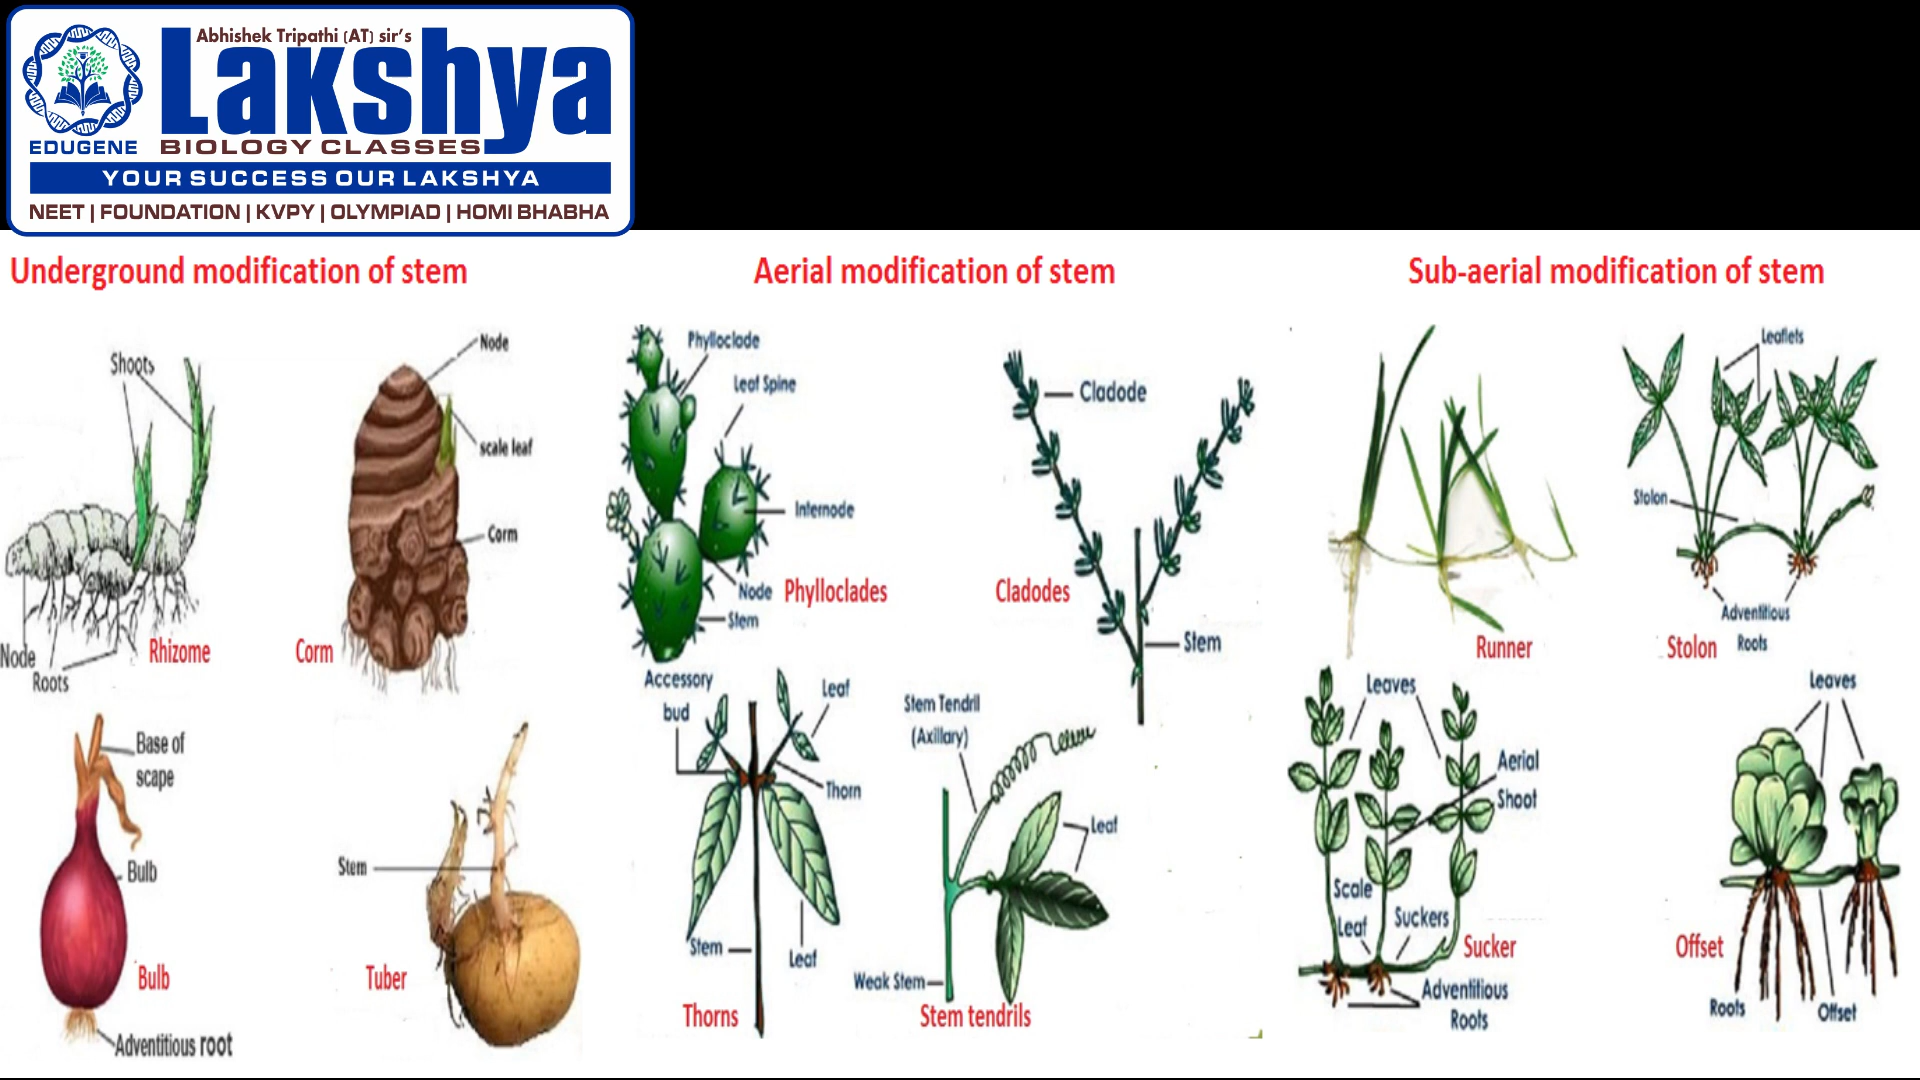 Abhishek Tripathi (AT) sir's
Lakshya
EDUGENE
BIOLOGY CLASSES
YOUR SUCCESS OUR LAKSHYA
NEET | FOUNDATION | KVPY | OLYMPIAD | HOMI BHABHA
Underground modification of stem
Shoots
Node
Roots
Rhizome
Node
scale leaf
Corm
Corm
Base of
scape
Bulb
Bulb
Adventitious root
Stem
Tuber
Aerial modification of stem
Phylloclade
Leaf Spine
Internode
Node
Stem
Phylloclades
Cladode
Stem
Cladodes
Accessory
bud
Leaf
Thorn
Stem
Leaf
Thorns
Stem Tendril
(Axillary)
Leaf
Weak Stem
Stem tendrils
Sub-aerial modification of stem
Runner
Leaflets
Stolon
Adventitious
Roots
Stolon
Leaves
Aerial
Shoot
Scale
Leaf
Suckers
Sucker
Adventitious
Roots
Leaves
Offset
Roots
Offset